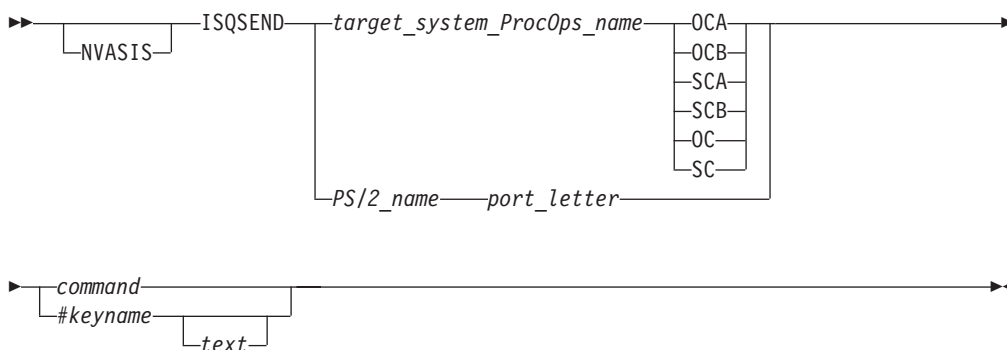 ISQSEND target_system_ProcOps_name OCA
NVASIS OCB
SCA
SCB
OC
SC
PS/2_name port_letter
command
#keyname
text